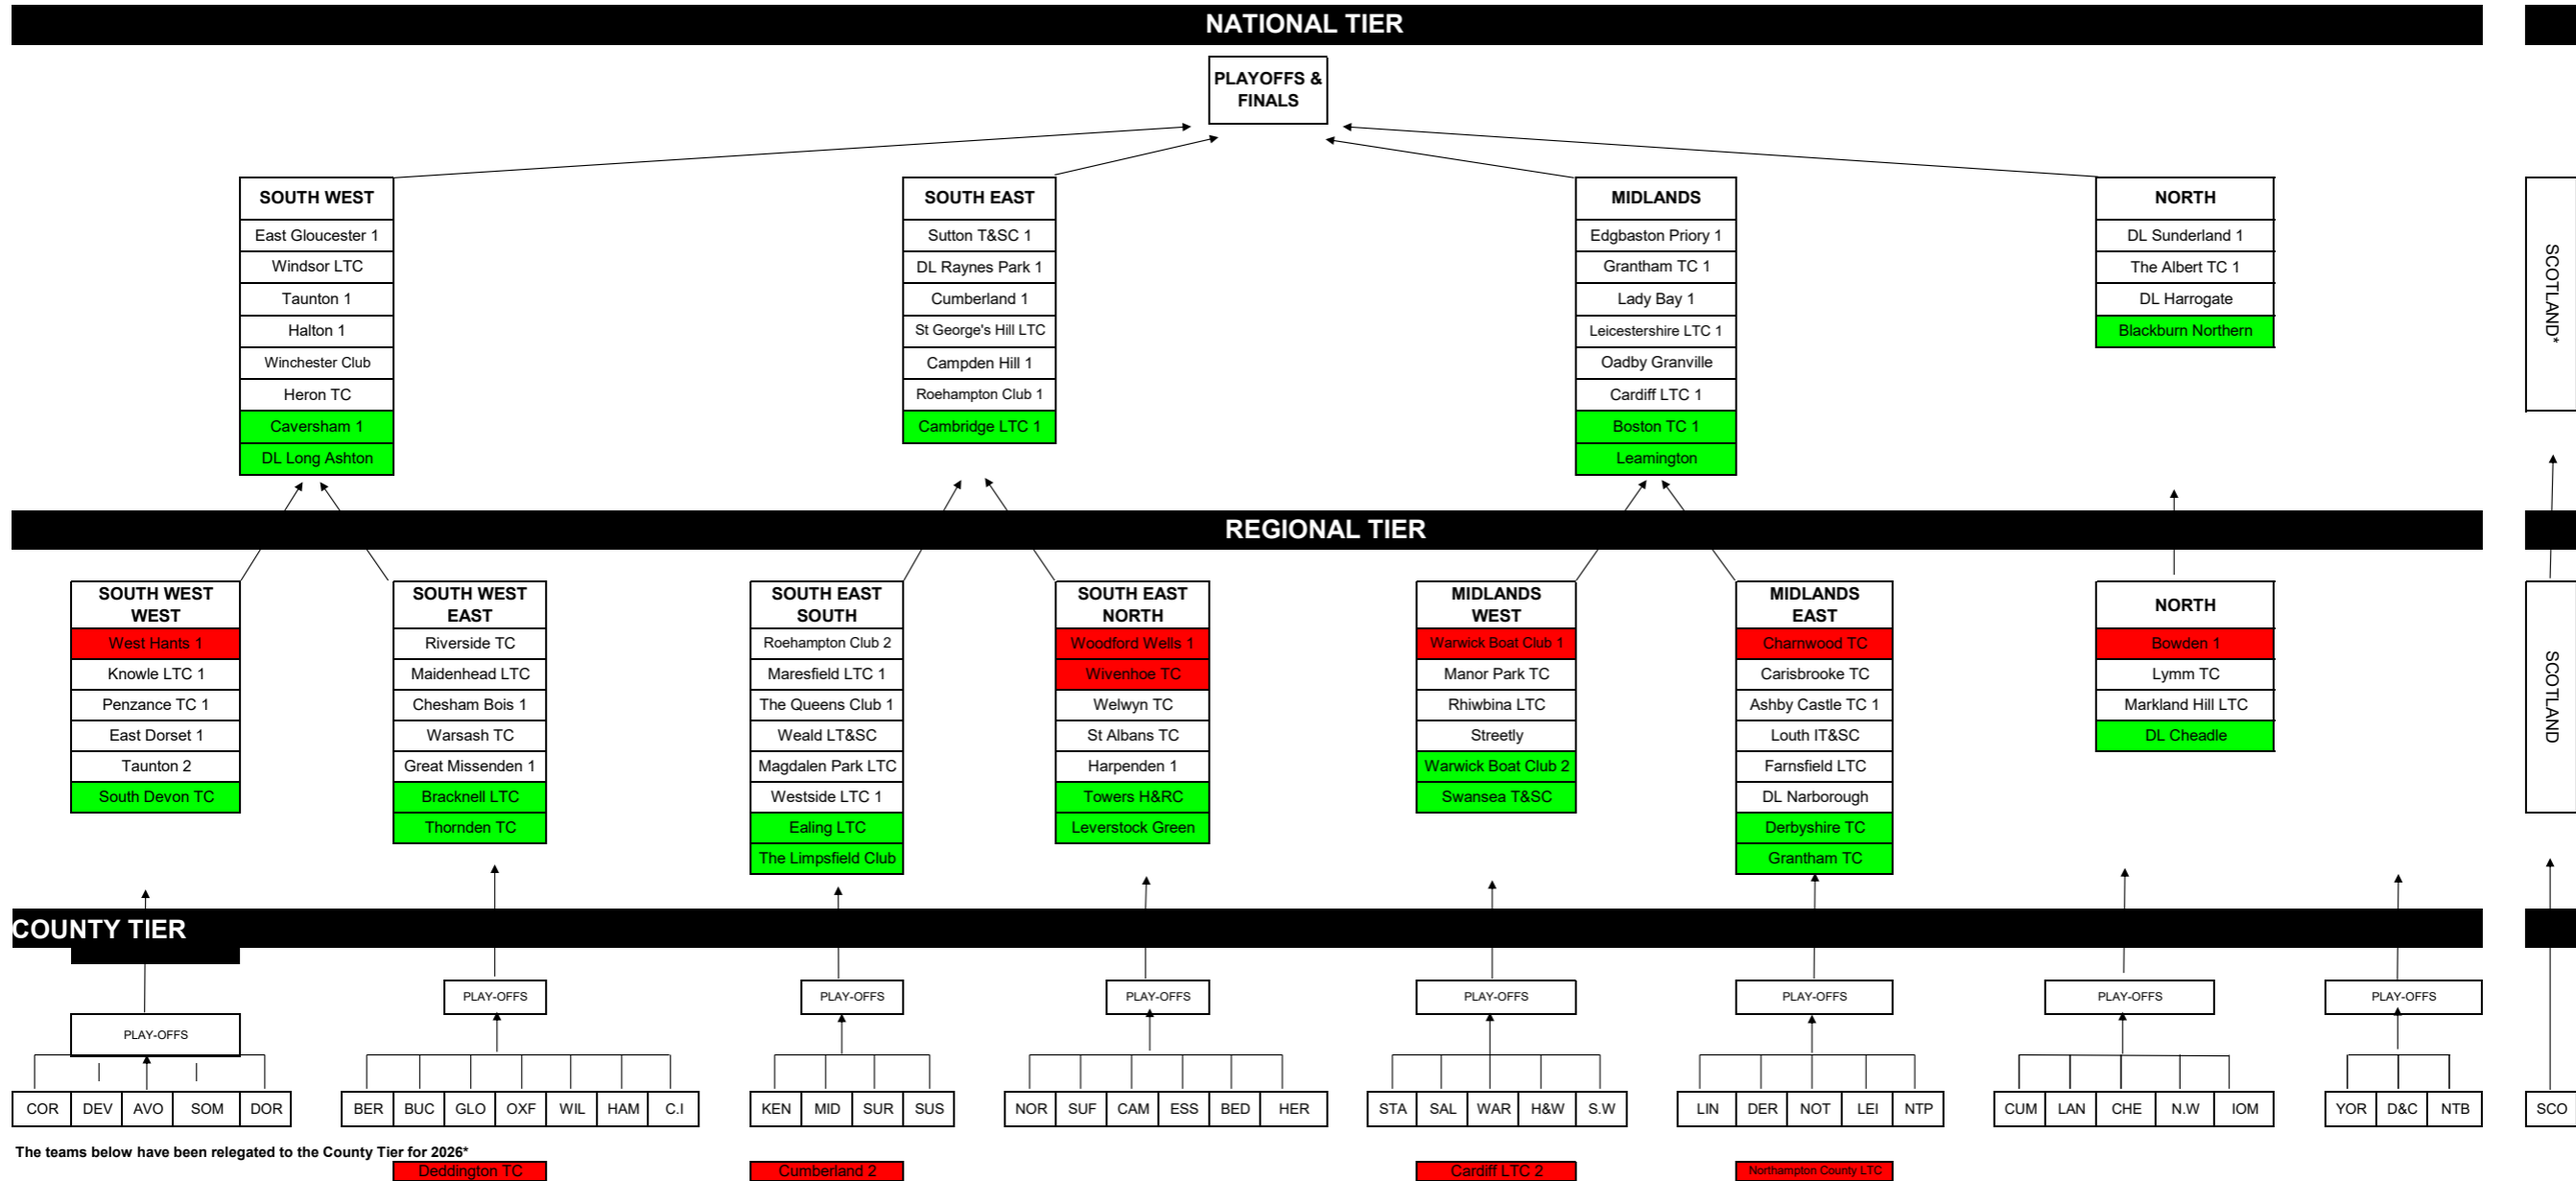 NATIONAL TIER
PLAYOFFS &
FINALS
SOUTH WEST
East Gloucester 1
Windsor LTC
Taunton 1
Halton 1
Winchester Club
Heron TC
Caversham 1
DL Long Ashton
SOUTH EAST
Sutton T&SC 1
DL Raynes Park 1
Cumberland 1
St George's Hill LTC
Campden Hill 1
Roehampton Club 1
Cambridge LTC 1
MIDLANDS
Edgbaston Priory 1
Grantham TC 1
Lady Bay 1
Leicestershire LTC 1
Oadby Granville
Cardiff LTC 1
Boston TC 1
Leamington
NORTH
DL Sunderland 1
The Albert TC 1
DL Harrogate
Blackburn Northern
SCOTLAND*
REGIONAL TIER
SOUTH WEST
WEST
West Hants 1
Knowle LTC 1
Penzance TC 1
East Dorset 1
Taunton 2
South Devon TC
SOUTH WEST
EAST
Riverside TC
Maidenhead LTC
Chesham Bois 1
Warsash TC
Great Missenden 1
Bracknell LTC
Thornden TC
SOUTH EAST
SOUTH
Roehampton Club 2
Maresfield LTC 1
The Queens Club 1
Weald LT&SC
Magdalen Park LTC
Westside LTC 1
Ealing LTC
The Limpsfield Club
SOUTH EAST
NORTH
Woodford Wells 1
Wivenhoe TC
Welwyn TC
St Albans TC
Harpenden 1
Towers H&RC
Leverstock Green
MIDLANDS
WEST
Warwick Boat Club 1
Manor Park TC
Rhiwbina LTC
Streetly
Warwick Boat Club 2
Swansea T&SC
MIDLANDS
EAST
Charnwood TC
Carisbrooke TC
Ashby Castle TC 1
Louth IT&SC
Farnsfield LTC
DL Narborough
Derbyshire TC
Grantham TC
NORTH
Bowden 1
Lymm TC
Markland Hill LTC
DL Cheadle
SCOTLAND
COUNTY TIER
PLAY-OFFS
PLAY-OFFS
PLAY-OFFS
PLAY-OFFS
PLAY-OFFS
PLAY-OFFS
PLAY-OFFS
PLAY-OFFS
COR DEV AVO SOM DOR
BER BUC GLO OXF WIL HAM C.I
KEN MID SUR SUS
NOR SUF CAM ESS BED HER
STA SAL WAR H&W S.W
LIN DER NOT LEI NTP
CUM LAN CHE N.W IOM
YOR D&C NTB
SCO
The teams below have been relegated to the County Tier for 2026*
Deddington TC
Cumberland 2
Cardiff LTC 2
Northampton County LTC